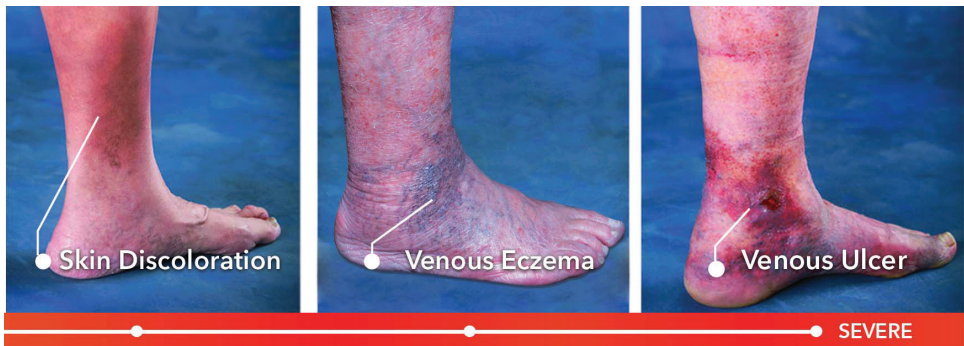 Skin Discoloration
Venous Eczema
Venous Ulcer
SEVERE